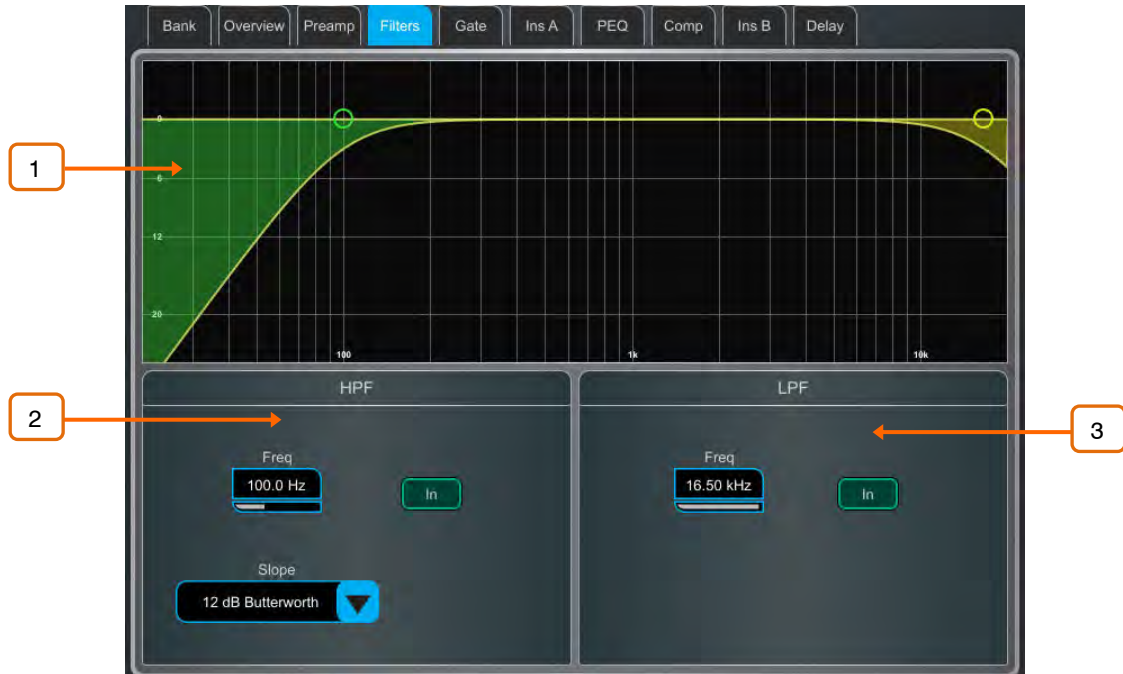 Bank Overview Preamp Filters Gate Ins A PEQ Comp Ins B Delay
0
1
6
12
20
100 1k 10k
HPF LPF
2
3
Freq Freq
100.0 Hz In 16.50 kHz In
Slope
12 dB Butterworth